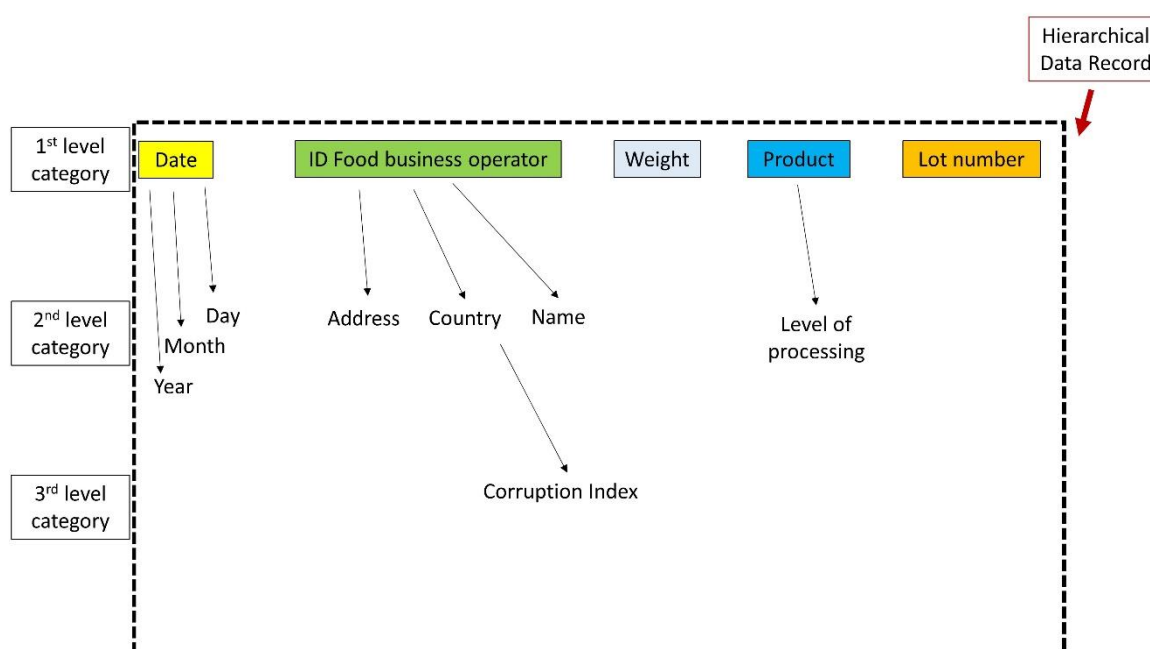 Hierarchical
Data Record
1st level
category
Date
ID Food business operator
Weight
Product
Lot number
2nd level
category
Day
Month
Year
Address
Country
Name
Level of
processing
3rd level
category
Corruption Index